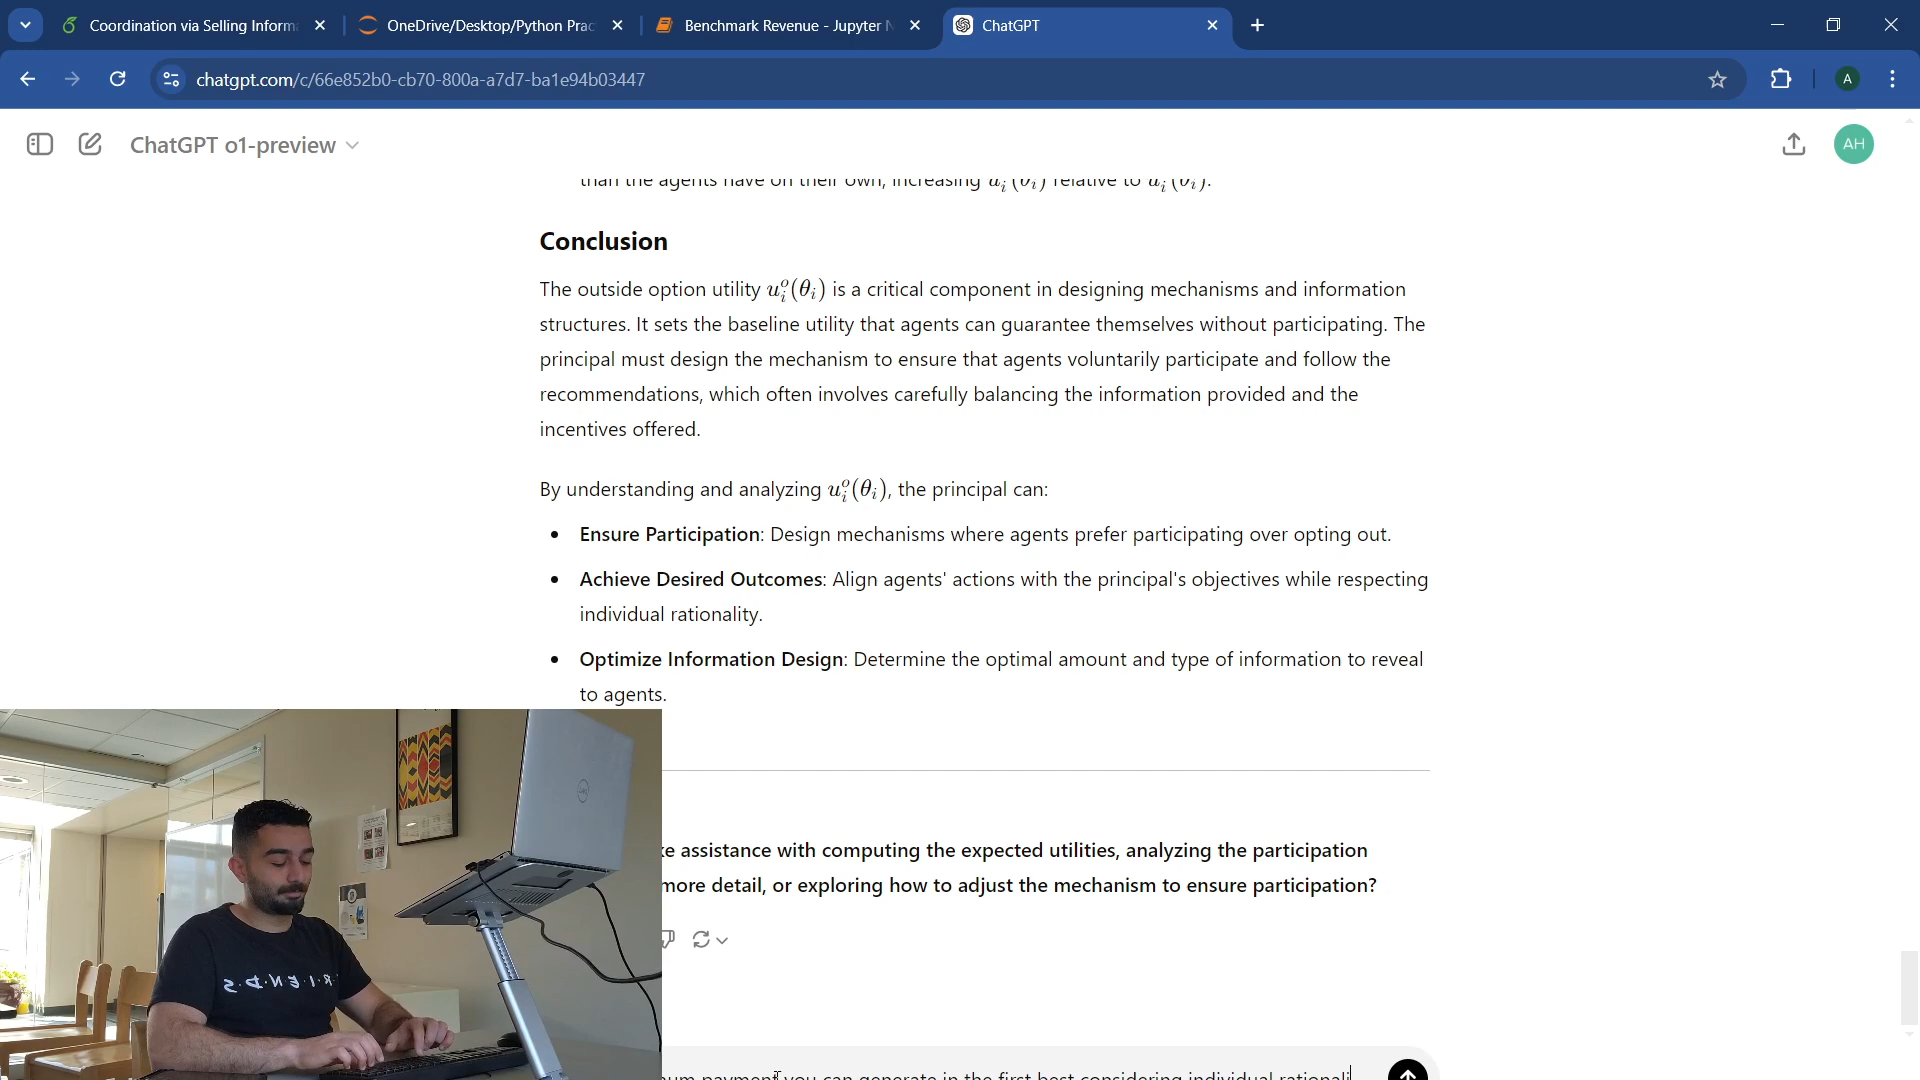 Coordination via Selling Inform
OneDrive/Desktop/Python Prac
Benchmark Revenue - Jupyter N
ChatGPT
chatgpt.com/c/66e852b0-cb70-800a-a7d7-ba1e94b03447
A
ChatGPT o1-preview
AH
than the agents have on their own, increasing relative to
Conclusion
The outside option utility u_i^o(θ_i) is a critical component in designing mechanisms and information
structures. It sets the baseline utility that agents can guarantee themselves without participating. The
principal must design the mechanism to ensure that agents voluntarily participate and follow the
recommendations, which often involves carefully balancing the information provided and the
incentives offered.
By understanding and analyzing u_i^o(θ_i), the principal can:
• Ensure Participation: Design mechanisms where agents prefer participating over opting out.
• Achieve Desired Outcomes: Align agents' actions with the principal's objectives while respecting
individual rationality.
• Optimize Information Design: Determine the optimal amount and type of information to reveal
to agents.
assistance with computing the expected utilities, analyzing the participation
more detail, or exploring how to adjust the mechanism to ensure participation?
payment you can generate in the first best considering individual rationali